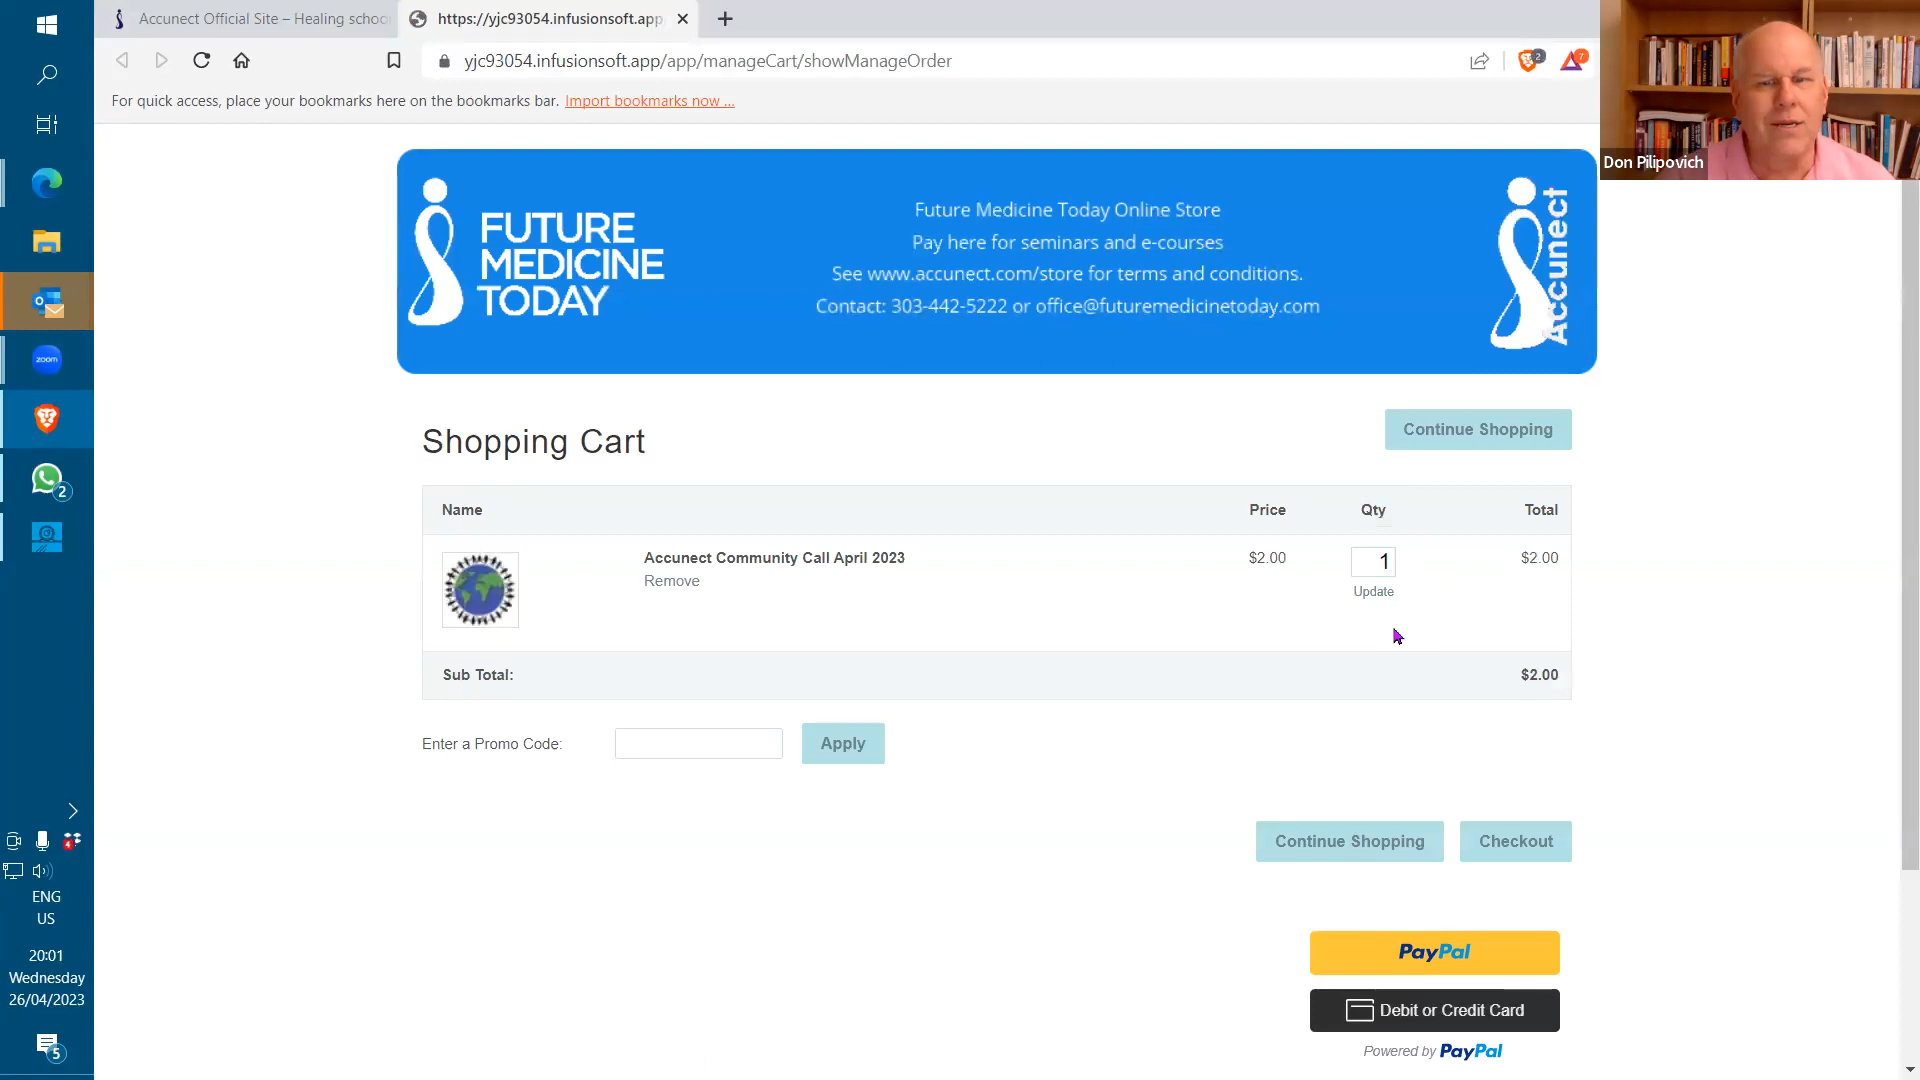 Accunect Official Site – Healing schoo
https://yjc93054.infusionsoft.app
yjc93054.infusionsoft.app/app/manageCart/showManageOrder
2
7
For quick access, place your bookmarks here on the bookmarks bar. Import bookmarks now ...
Don Pilipovich
FUTURE
MEDICINE
TODAY
Future Medicine Today Online Store
Pay here for seminars and e-courses
See www.accunect.com/store for terms and conditions.
Contact: 303-442-5222 or office@futuremedicinetoday.com
Accunect
Shopping Cart
Continue Shopping
Name Price Qty Total
Accunect Community Call April 2023 $2.00 1 $2.00
Remove Update
Sub Total: $2.00
Enter a Promo Code: Apply
Continue Shopping Checkout
PayPal
Debit or Credit Card
Powered by PayPal
zoom
2
4
ENG
US
20:01
Wednesday
26/04/2023
5